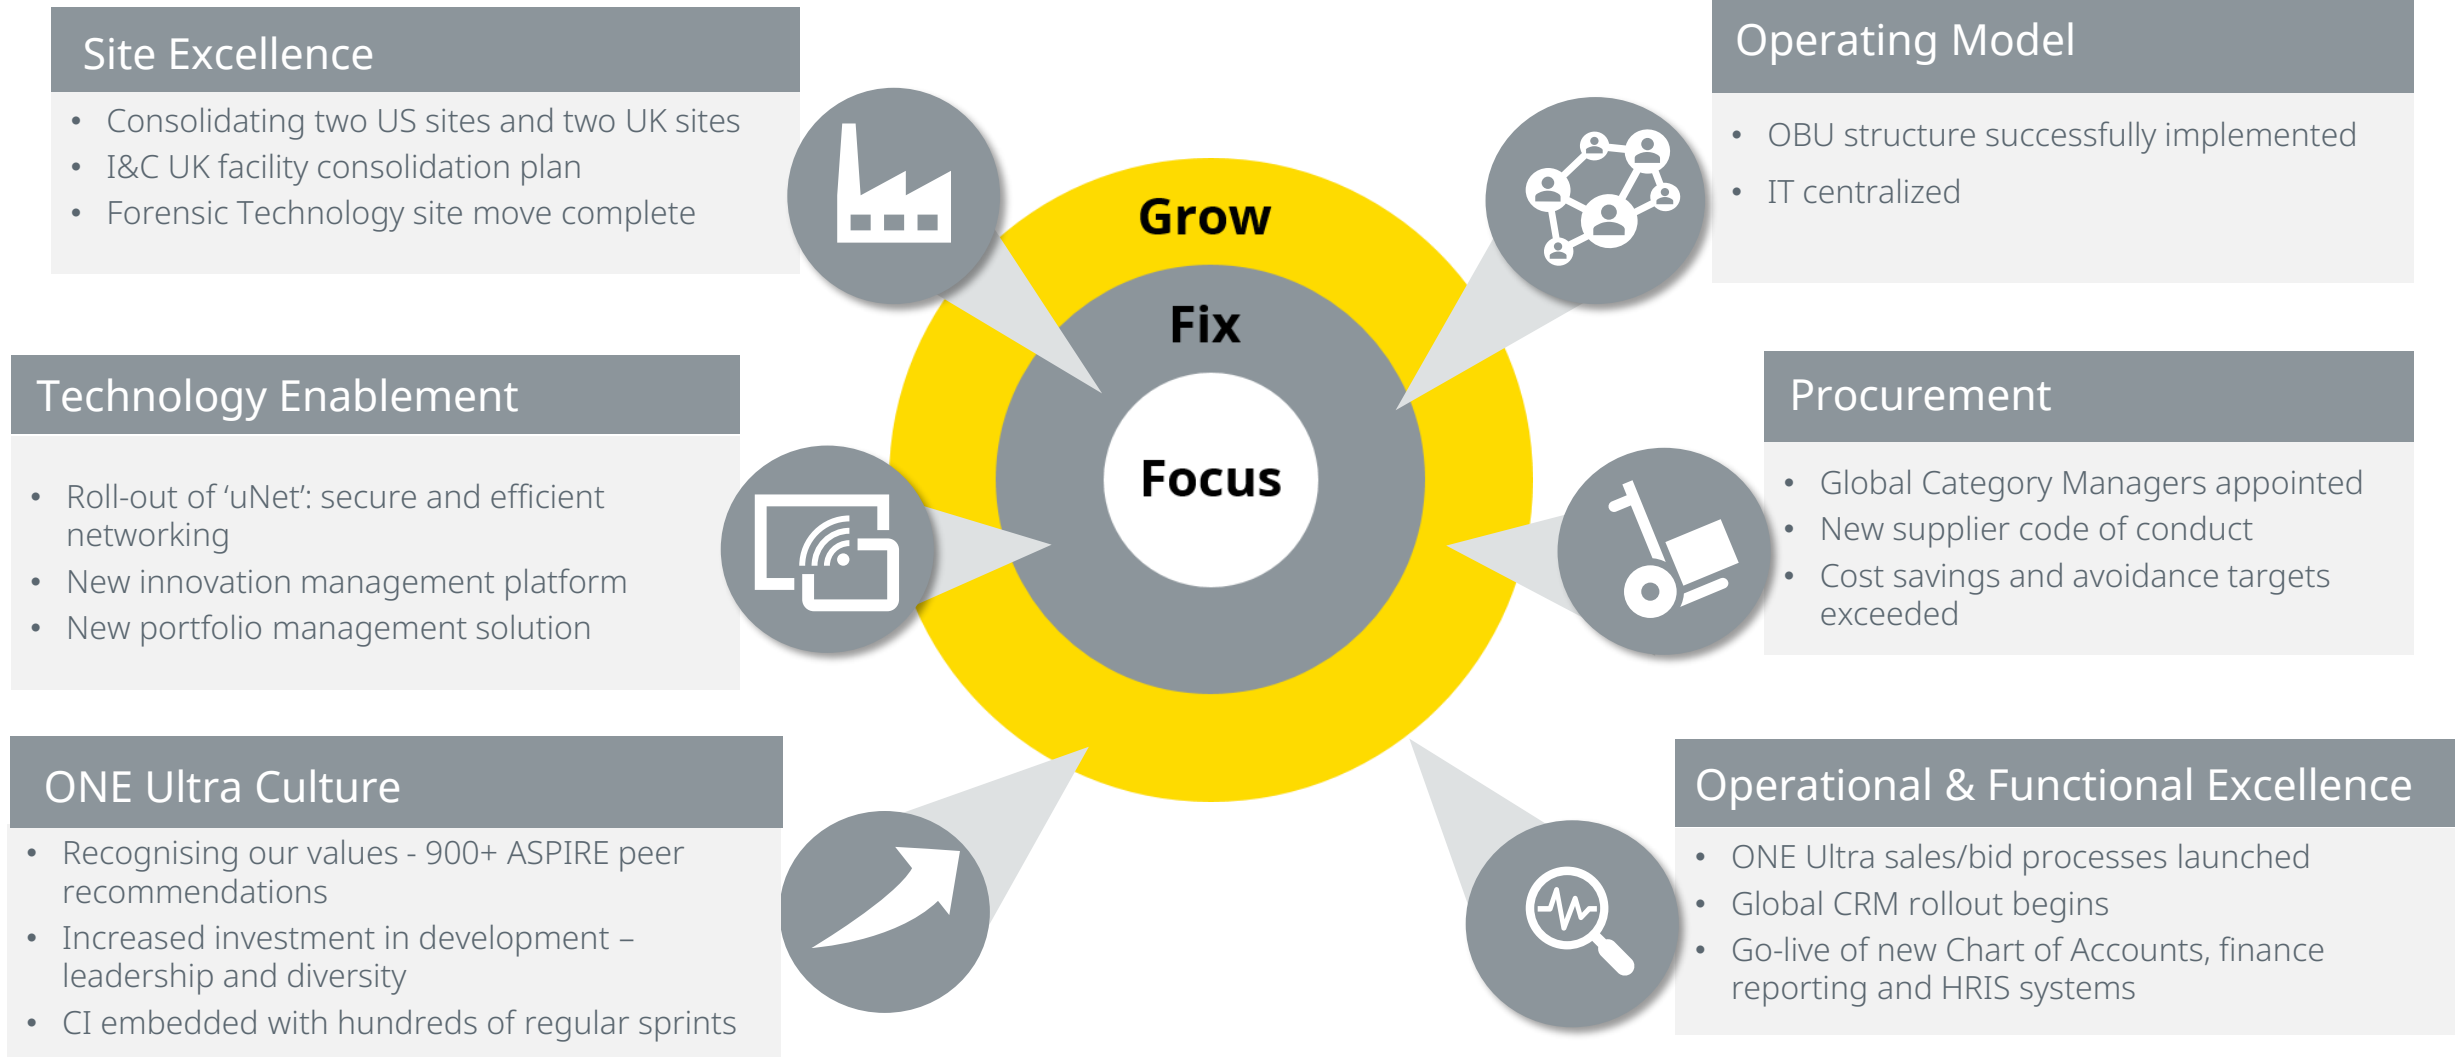 Site Excellence
• Consolidating two US sites and two UK sites
• I&C UK facility consolidation plan
• Forensic Technology site move complete
Operating Model
• OBU structure successfully implemented
• IT centralized
Grow
Fix
Focus
Technology Enablement
• Roll-out of ‘uNet’: secure and efficient
networking
• New innovation management platform
• New portfolio management solution
Procurement
• Global Category Managers appointed
• New supplier code of conduct
• Cost savings and avoidance targets
exceeded
ONE Ultra Culture
• Recognising our values - 900+ ASPIRE peer
recommendations
• Increased investment in development –
leadership and diversity
• CI embedded with hundreds of regular sprints
Operational & Functional Excellence
• ONE Ultra sales/bid processes launched
• Global CRM rollout begins
• Go-live of new Chart of Accounts, finance
reporting and HRIS systems